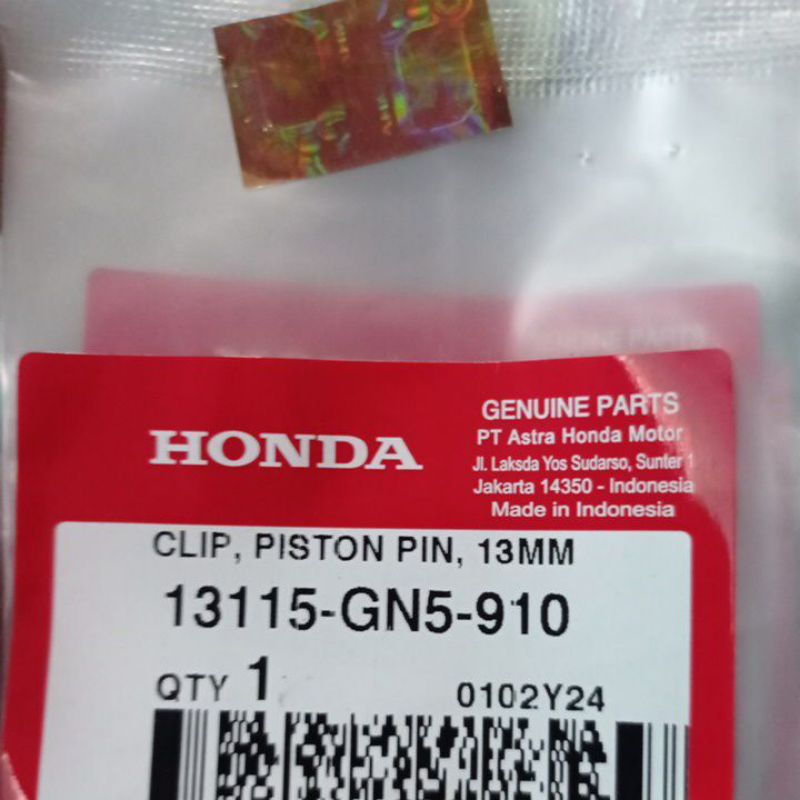 HONDA
GENUINE PARTS
PT Astra Honda Motor
Jl. Laksda Yos Sudarso, Sunter 1
Jakarta 14350 - Indonesia
Made in Indonesia
CLIP, PISTON PIN, 13MM
13115-GN5-910
QTY 1
0102Y24